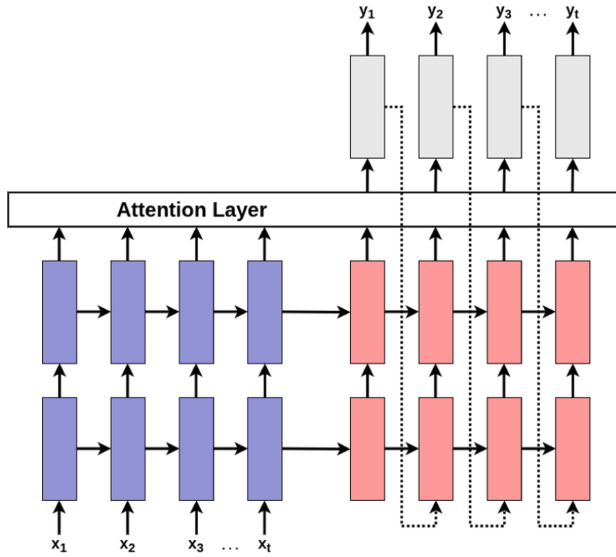 y₁ y₂ y₃ ... yₜ
Attention Layer
x₁ x₂ x₃ ... xₜ